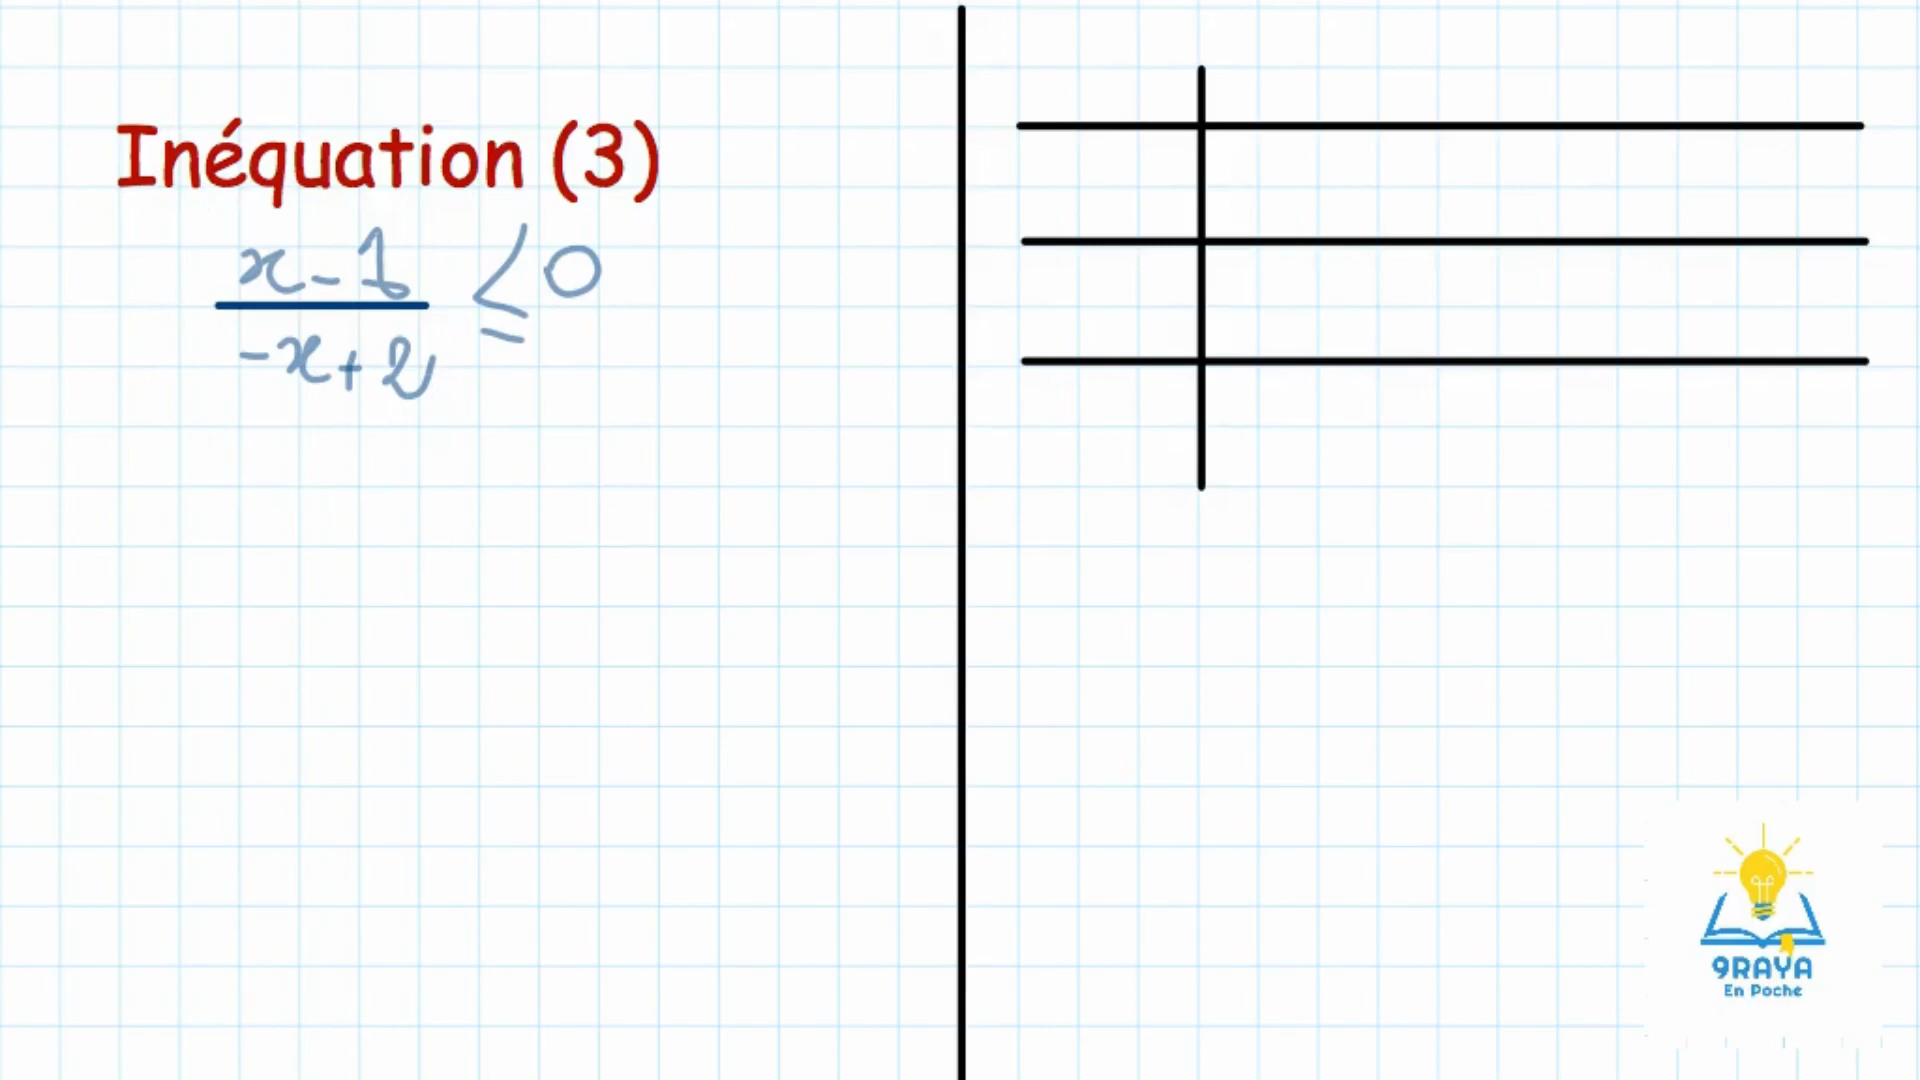 Inéquation (3)
x - 1
≤ 0
-x + 2
9RAYA
En Poche